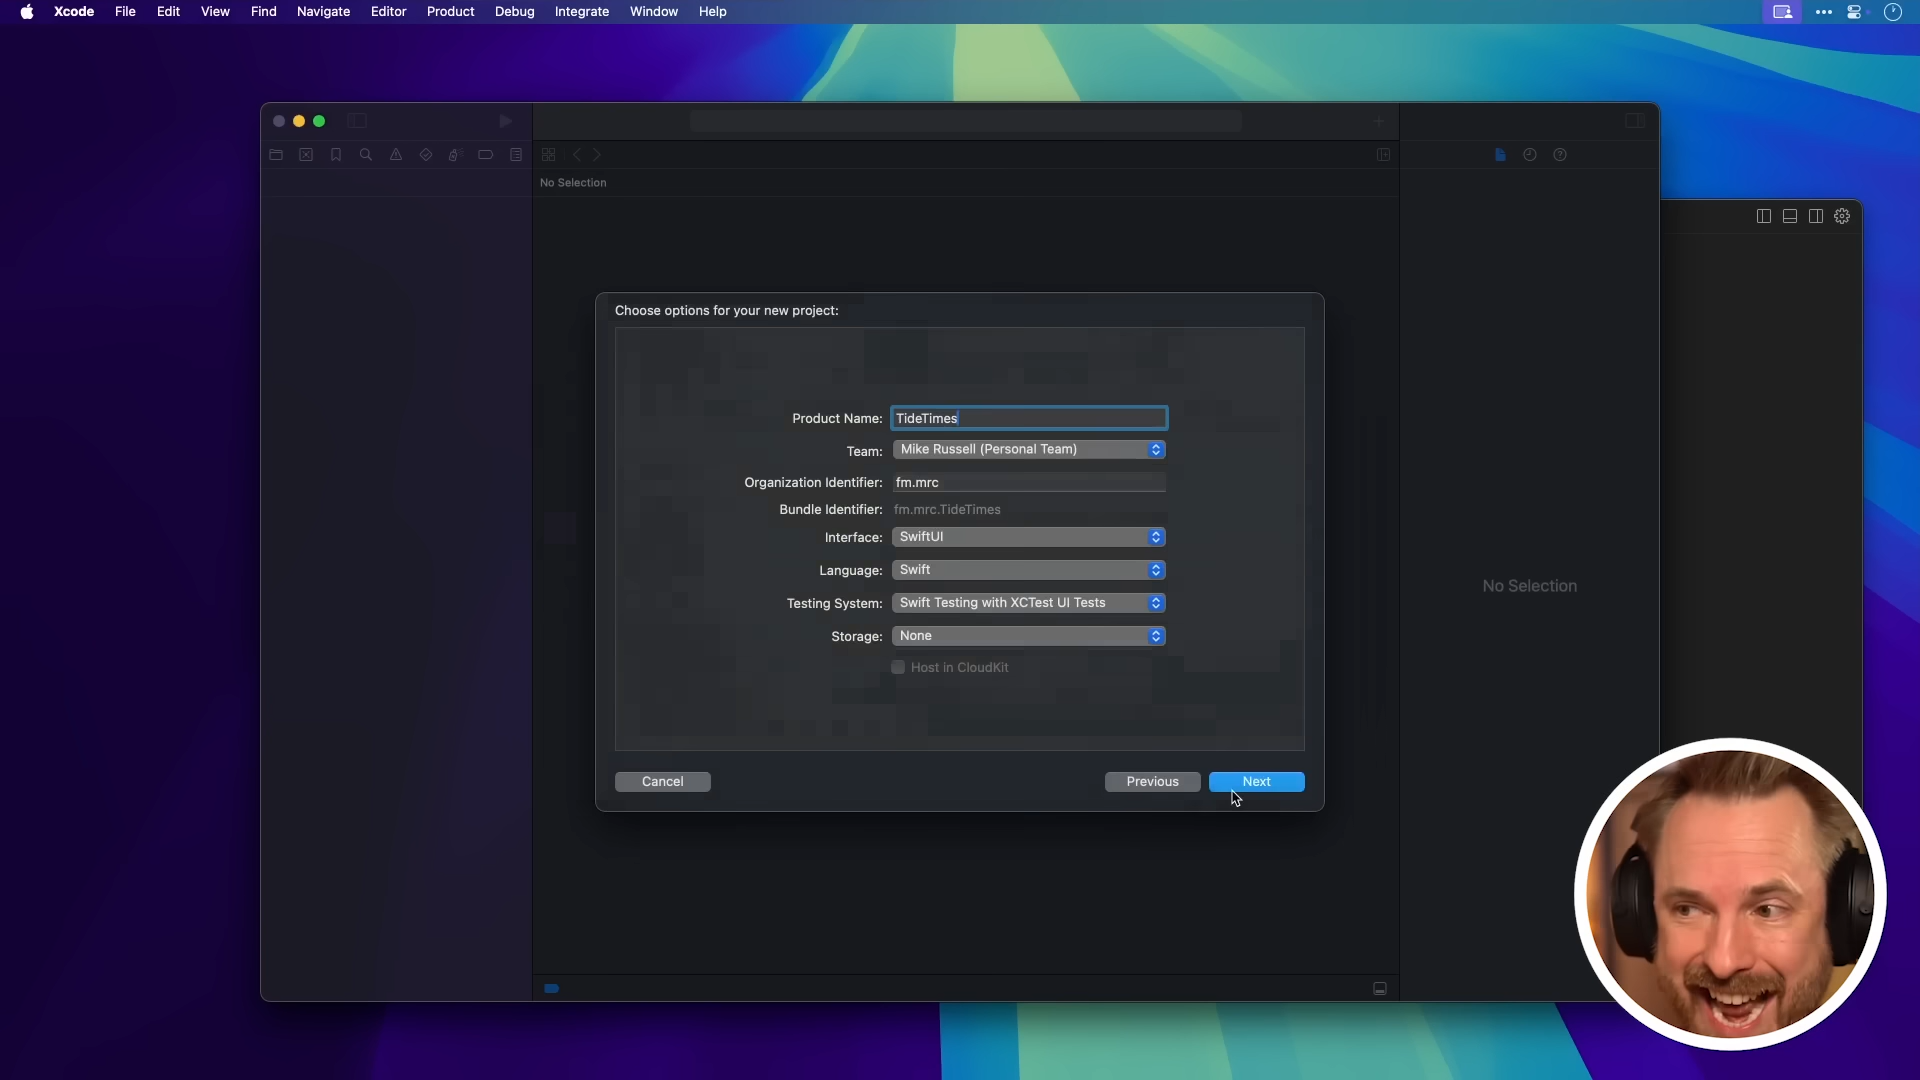 Xcode File Edit View Find Navigate Editor Product Debug Integrate Window Help
No Selection
Choose options for your new project:
Product Name: TideTimes
Team: Mike Russell (Personal Team)
Organization Identifier: fm.mrc
Bundle Identifier: fm.mrc.TideTimes
Interface: SwiftUI
Language: Swift
Testing System: Swift Testing with XCTest UI Tests
Storage: None
Host in CloudKit
No Selection
Cancel Previous Next